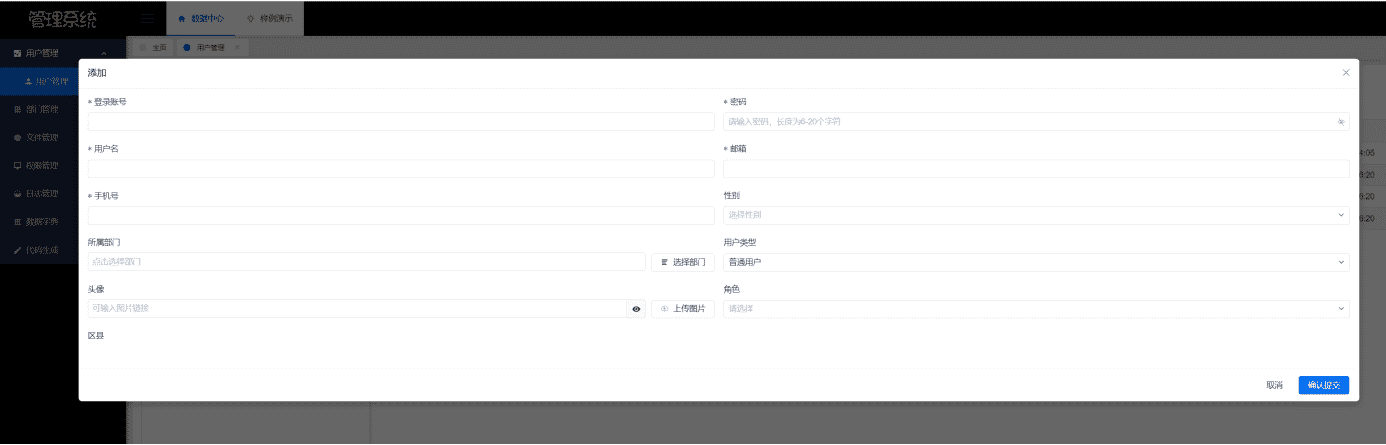 管理系统
数据中心 样例演示
用户管理
主页 用户管理
用户管理
部门管理
文件管理
权限管理
日志管理
数据字典
代码生成
添加
* 登录账号
* 密码
请输入密码，长度为6-20个字符
* 用户名
* 邮箱
* 手机号
性别
选择性别
所属部门
点击选择部门 选择部门
用户类型
普通用户
头像
可输入图片链接 上传图片
角色
请选择
区县
取消 确认提交
4:05
6:20
6:20
6:20